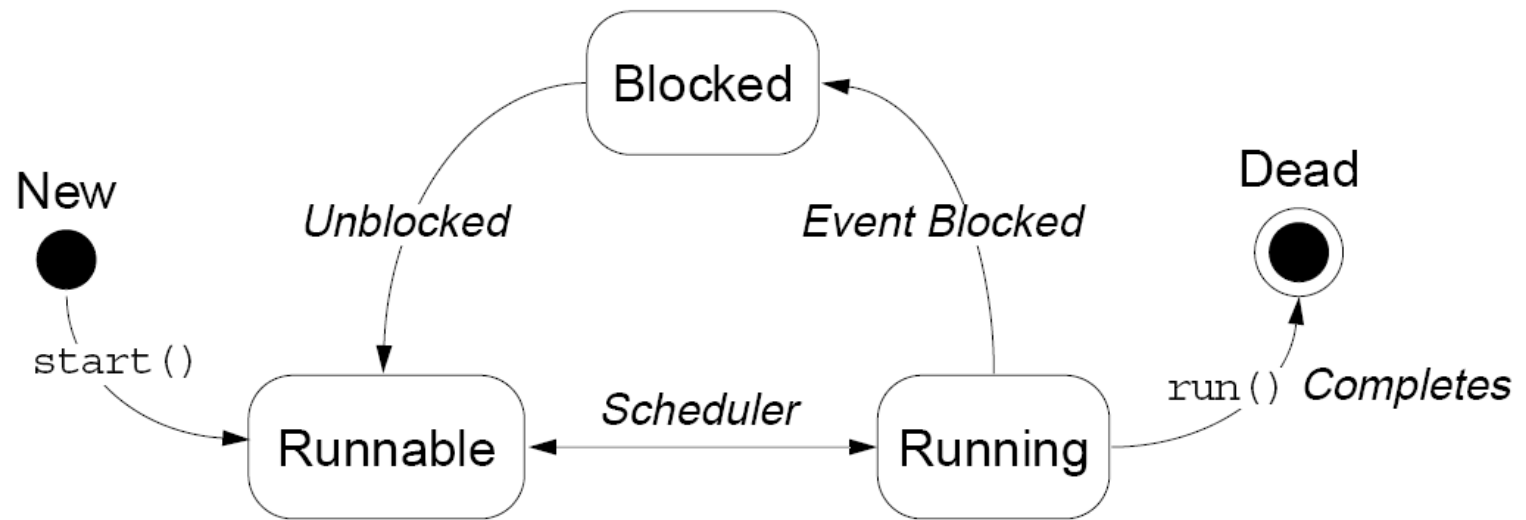 Blocked
New
Dead
Unblocked
Event Blocked
start()
run() Completes
Scheduler
Runnable
Running